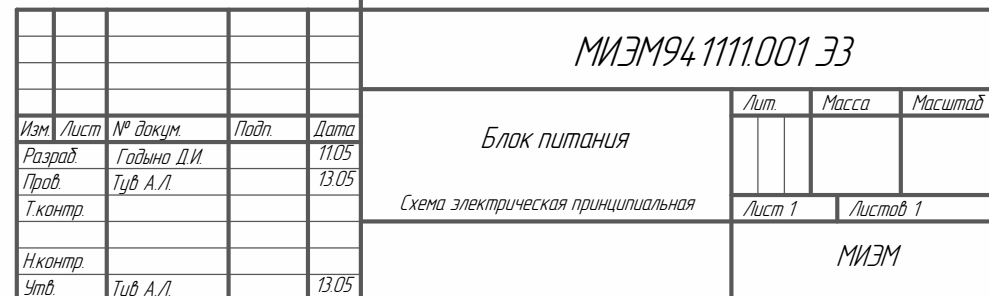 МИЭМ94.1111.001 ЭЗ
Лит. Масса Масштаб
Изм. Лист № докум. Подп. Дата
Блок питания
Разраб. Годыно Д.И. 11.05
Пров. Тув А.Л. 13.05
Т.контр.
Схема электрическая принципиальная
Лист 1 Листов 1
Н.контр.
МИЭМ
Утв. Тув А.Л. 13.05